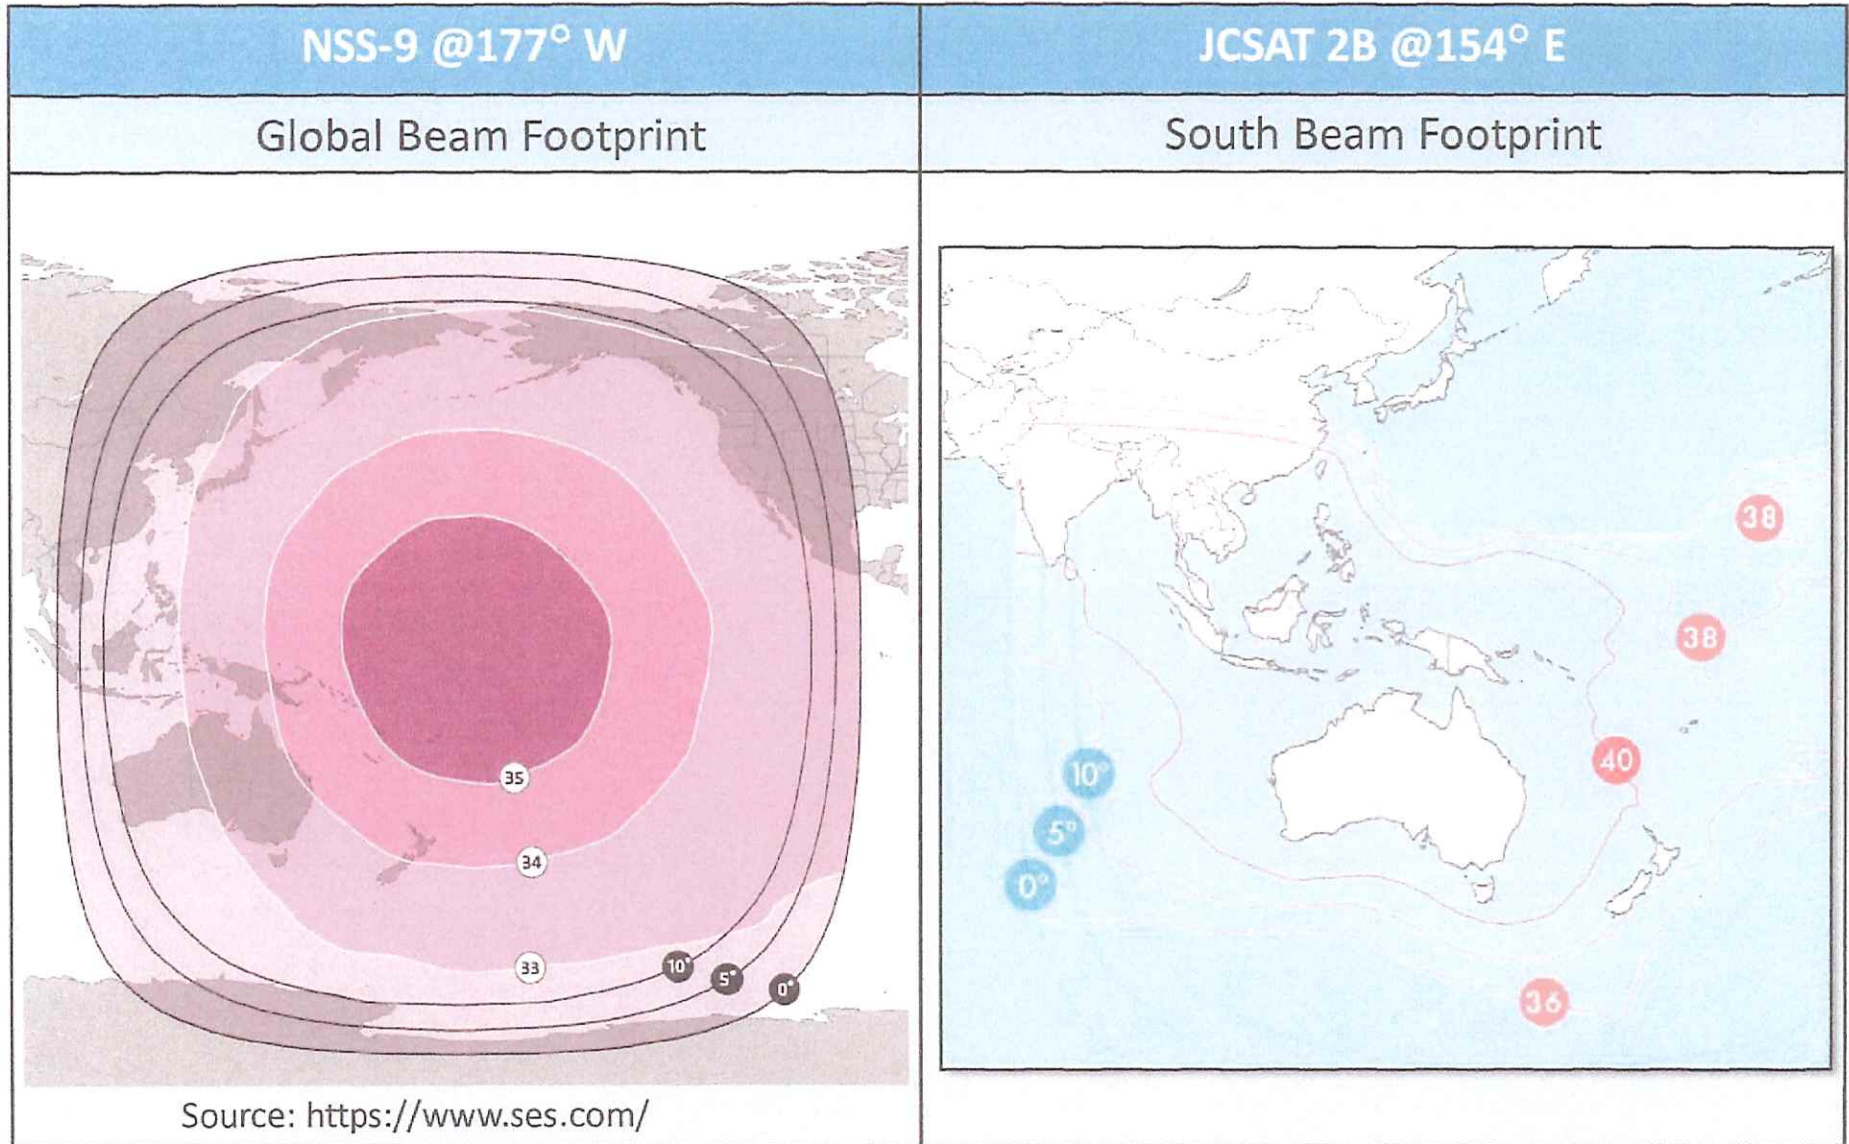 NSS-9 @177° W
JCSAT 2B @154° E
Global Beam Footprint
South Beam Footprint
35
34
33
10°
5°
0°
38
38
40
10°
5°
0°
36
Source: https://www.ses.com/